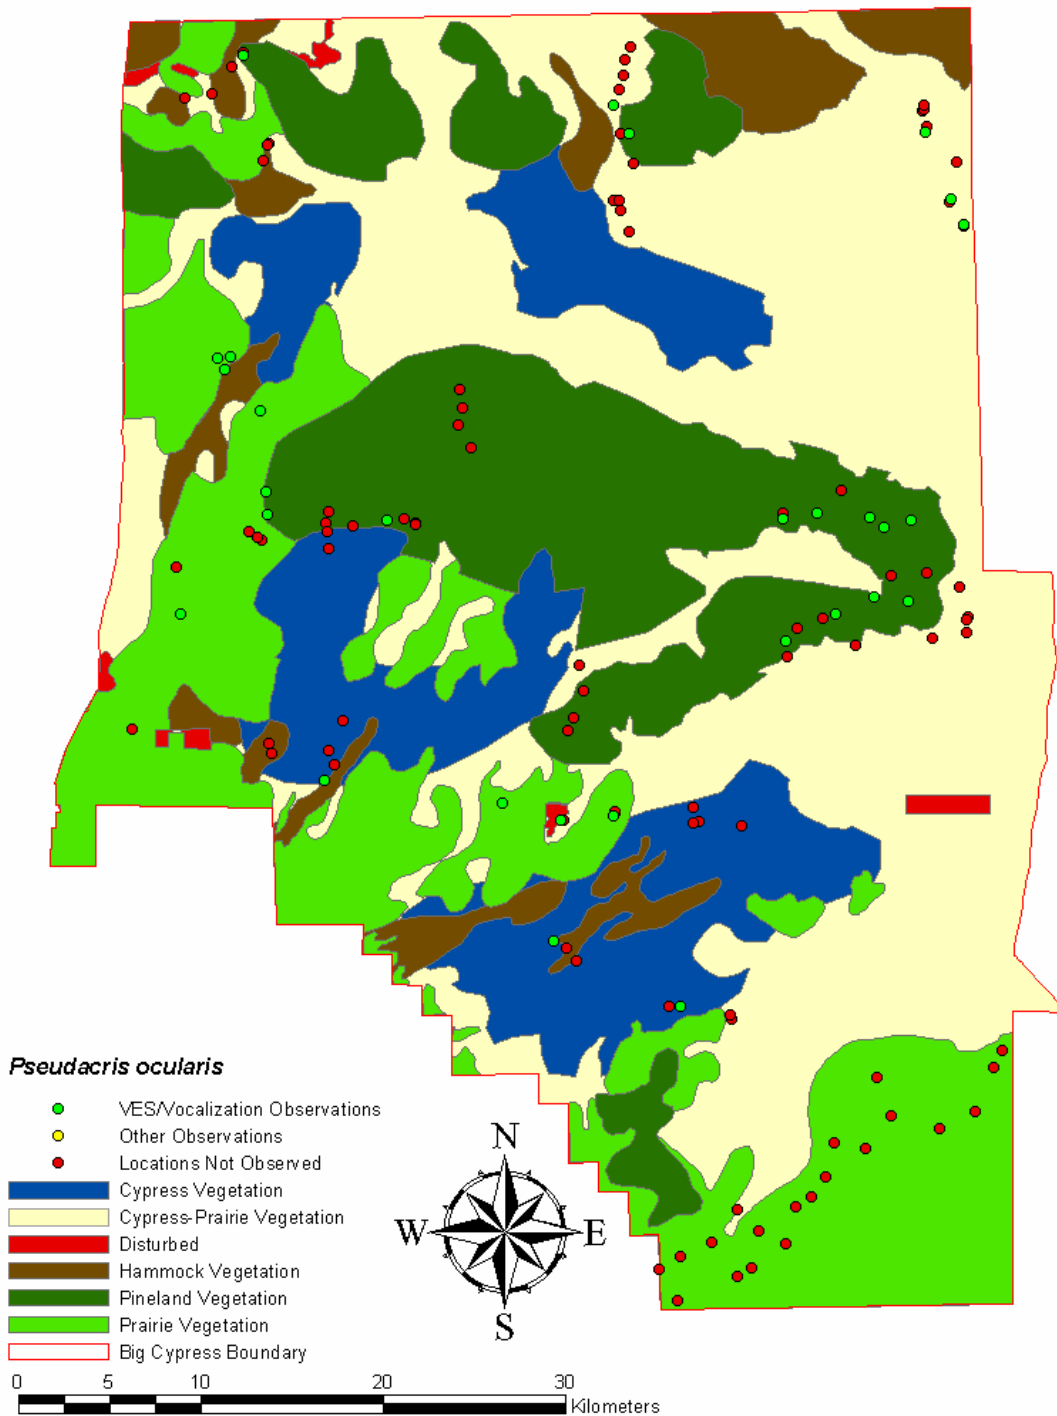 Pseudacris ocularis
VES/Vocalization Observations
Other Observations
Locations Not Observed
Cypress Vegetation
Cypress-Prairie Vegetation
Disturbed
Hammock Vegetation
Pineland Vegetation
Prairie Vegetation
Big Cypress Boundary
N
W E
S
0 5 10 20 30
Kilometers